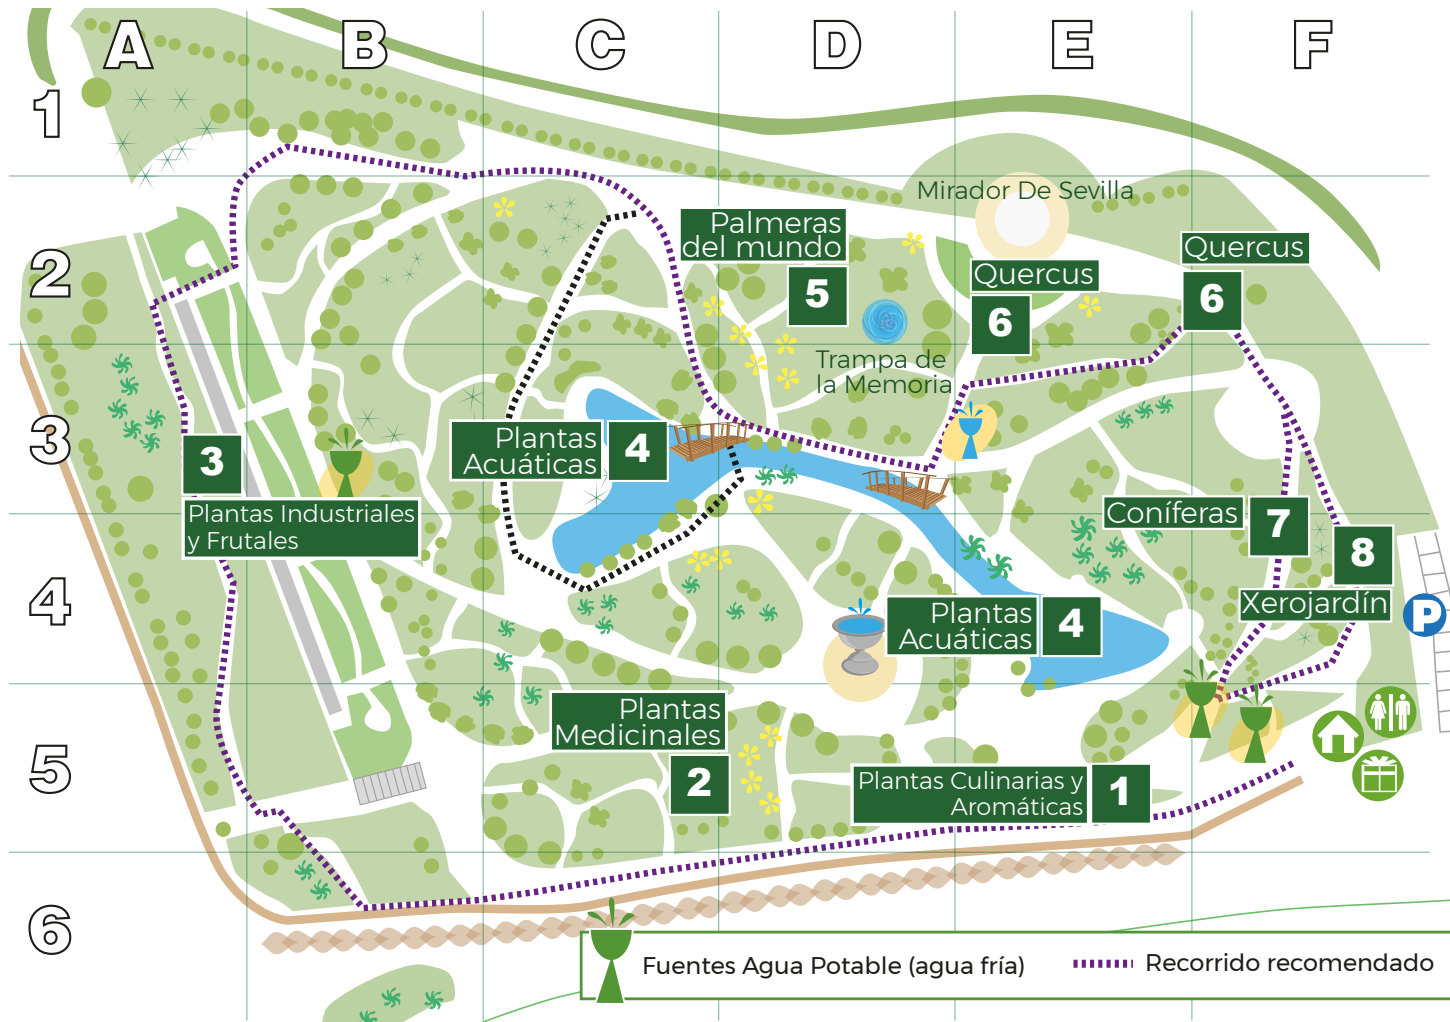 A
B
C
D
E
F
1
2
3
4
5
6
Mirador De Sevilla
Palmeras
del mundo
5
Quercus
6
Quercus
6
Trampa de
la Memoria
Plantas
Acuáticas
4
3
Plantas Industriales
y Frutales
Coníferas
7
8
Xerojardín
P
Plantas
Acuáticas
4
Plantas
Medicinales
2
Plantas Culinarias y
Aromáticas
1
Fuentes Agua Potable (agua fría)
Recorrido recomendado